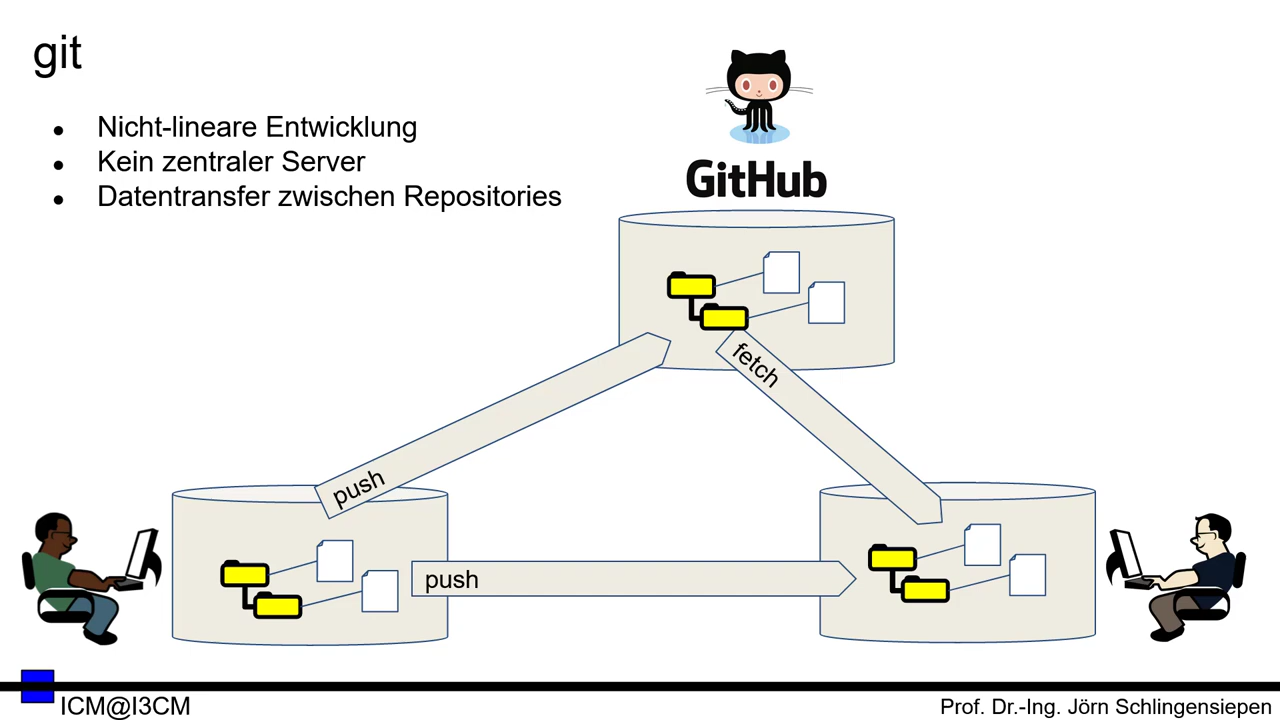 git
Nicht-lineare Entwicklung
Kein zentraler Server
Datentransfer zwischen Repositories
GitHub
fetch
push
push
ICM@I3CM
Prof. Dr.-Ing. Jörn Schlingensiepen